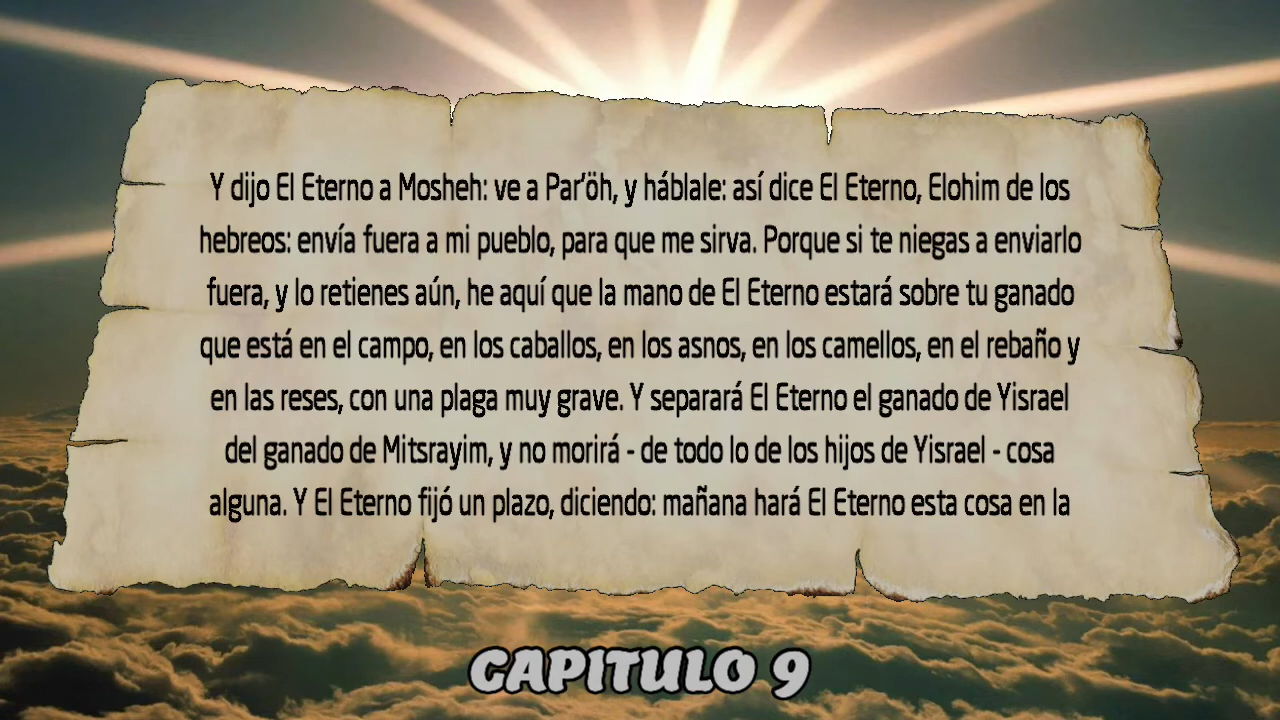 Y dijo El Eterno a Mosheh: ve a Par'öh, y háblale: así dice El Eterno, Elohim de los
hebreos: envía fuera a mi pueblo, para que me sirva. Porque si te niegas a enviarlo
fuera, y lo retienes aún, he aquí que la mano de El Eterno estará sobre tu ganado
que está en el campo, en los caballos, en los asnos, en los camellos, en el rebaño y
en las reses, con una plaga muy grave. Y separará El Eterno el ganado de Yisrael
del ganado de Mitsrayim, y no morirá - de todo lo de los hijos de Yisrael - cosa
alguna. Y El Eterno fijó un plazo, diciendo: mañana hará El Eterno esta cosa en la
CAPITULO 9